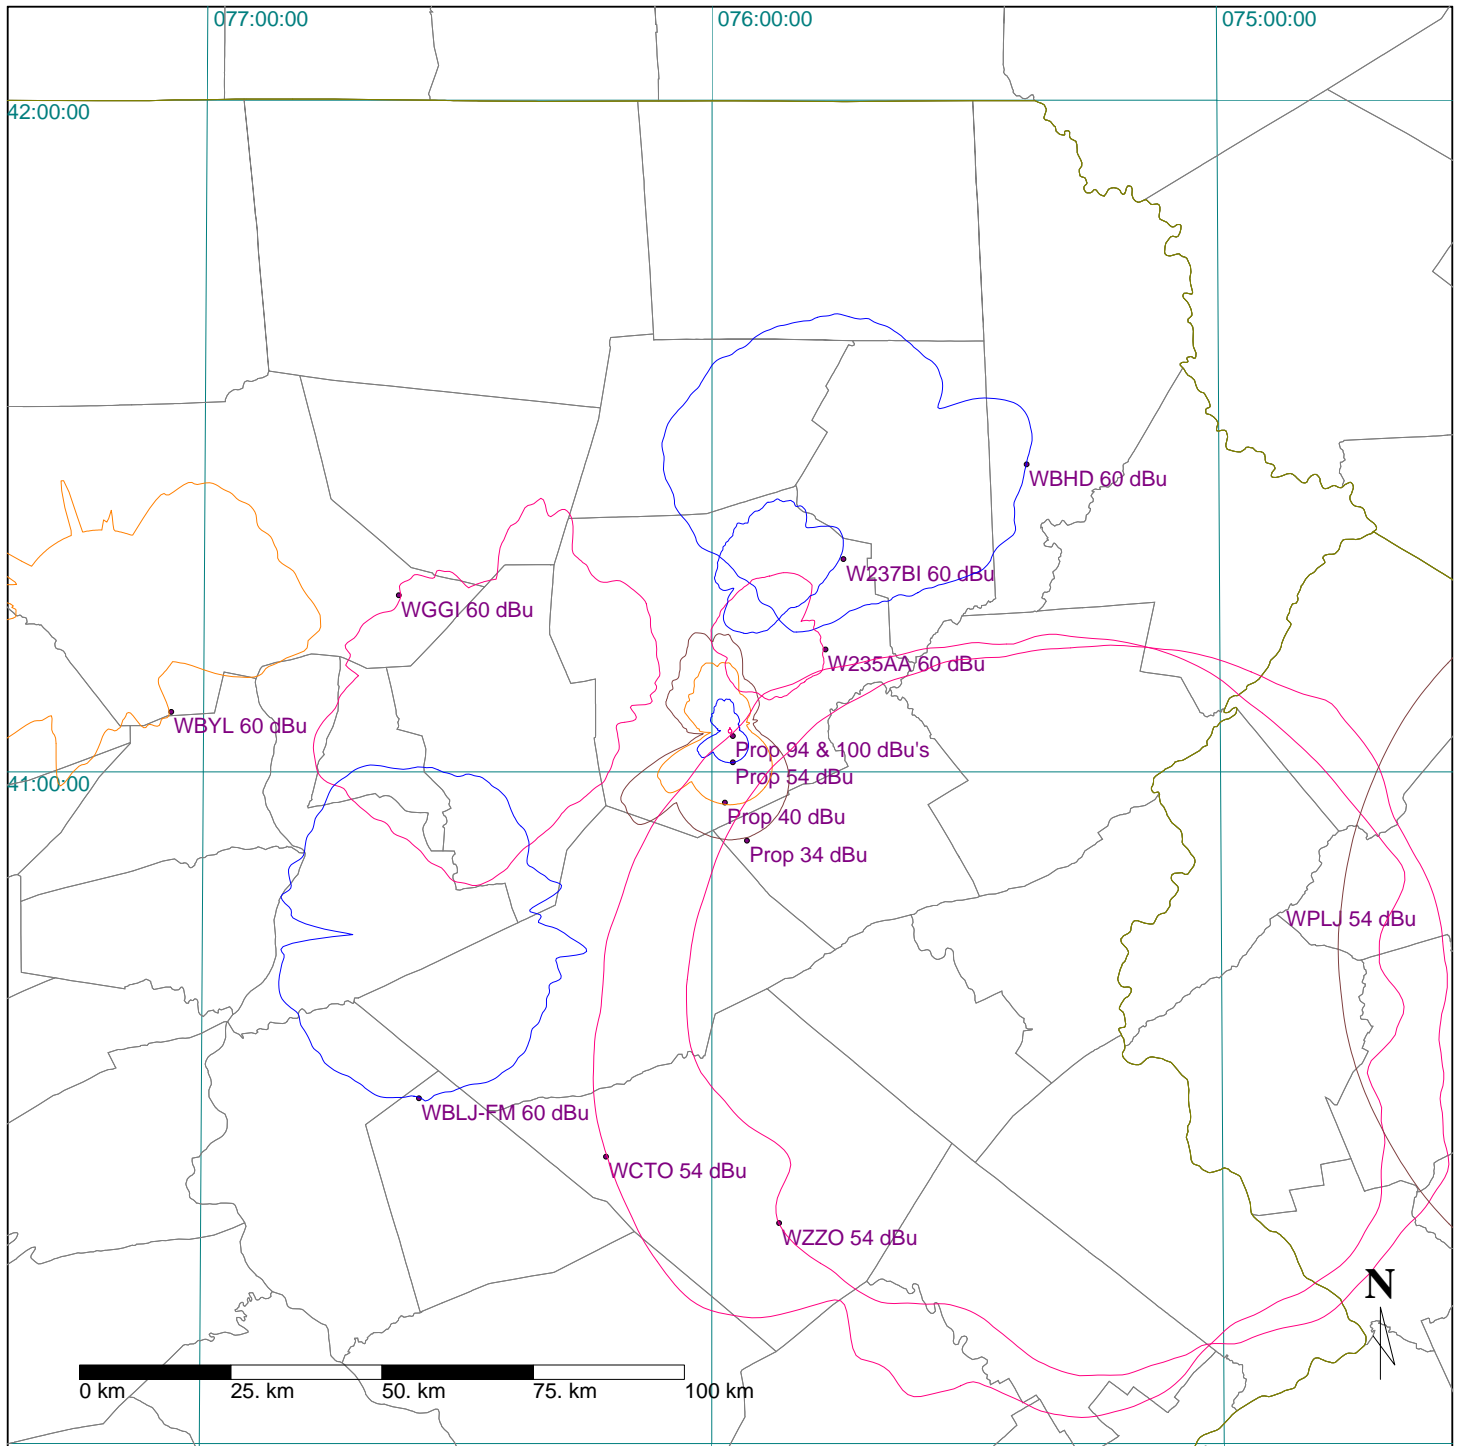 077:00:00
076:00:00
075:00:00
42:00:00
WBHD 60 dBu
W237BI 60 dBu
WGGI 60 dBu
W235AA 60 dBu
WBYL 60 dBu
Prop 94 & 100 dBu's
Prop 54 dBu
41:00:00
Prop 40 dBu
Prop 34 dBu
WPLJ 54 dBu
WBLJ-FM 60 dBu
WCTO 54 dBu
WZZO 54 dBu
N
0 km
25. km
50. km
75. km
100 km